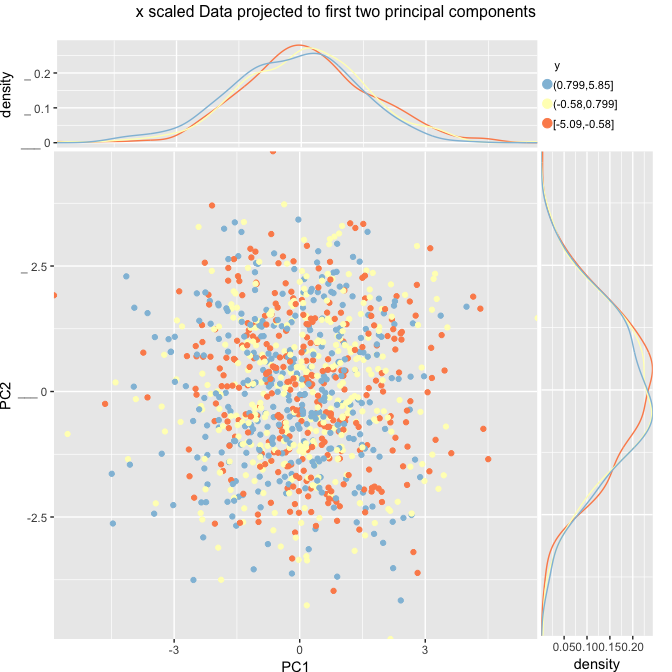 x scaled Data projected to first two principal components
density
0.2
0.1
0
y
(0.799,5.85]
(-0.58,0.799]
[-5.09,-0.58]
PC2
2.5
0
-2.5
-3
0
3
PC1
0.050.100.150.20
density